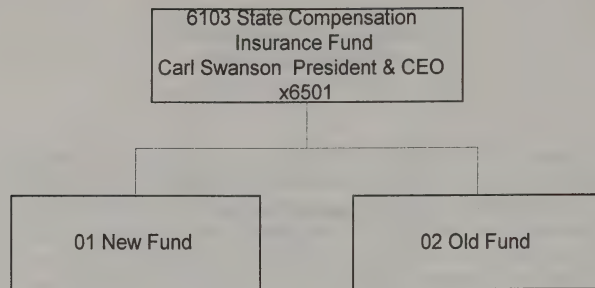 6103 State Compensation
Insurance Fund
Carl Swanson President & CEO
x6501
01 New Fund
02 Old Fund